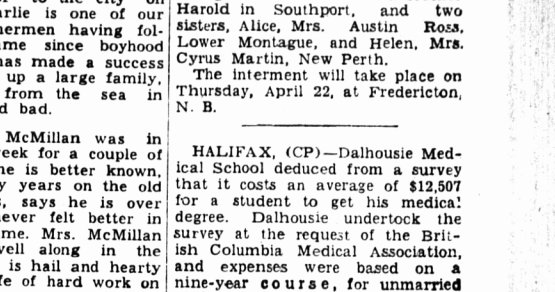 to the city on
arlie is one of our
hermen having fol-
me since boyhood
has made a success
up a large family,
from the sea in
d bad.
McMillan was in
eek for a couple of
he is better known,
y years on the old
, says he is over
ever felt better in
me. Mrs. McMillan
well along in the
is hail and hearty
fe of hard work on
Harold in Southport, and two
sisters, Alice, Mrs. Austin Ross,
Lower Montague, and Helen, Mrs.
Cyrus Martin, New Perth.
The interment will take place on
Thursday, April 22, at Fredericton,
N. B.
HALIFAX, (CP)—Dalhousie Med-
ical School deduced from a survey
that it costs an average of $12,507
for a student to get his medical
degree. Dalhousie undertock the
survey at the request of the Brit-
ish Columbia Medical Association,
and expenses were based on a
nine-year course, for unmarried